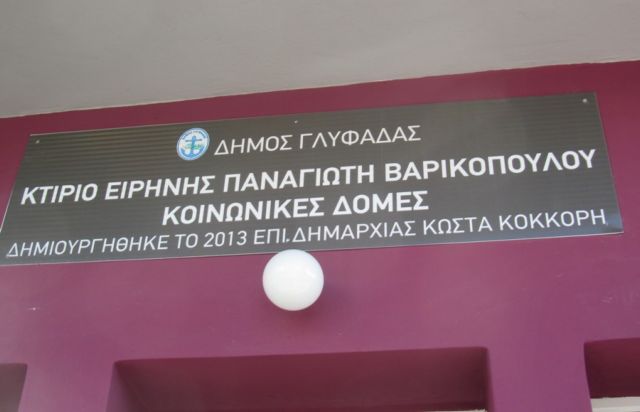 ΔΗΜΟΣ ΓΛΥΦΑΔΑΣ
ΚΤΙΡΙΟ ΕΙΡΗΝΗΣ ΠΑΝΑΓΙΩΤΗ ΒΑΡΙΚΟΠΟΥΛΟΥ
ΚΟΙΝΩΝΙΚΕΣ ΔΟΜΕΣ
ΔΗΜΙΟΥΡΓΗΘΗΚΕ ΤΟ 2013 ΕΠΙ ΔΗΜΑΡΧΙΑΣ ΚΩΣΤΑ ΚΟΚΚΟΡΗ